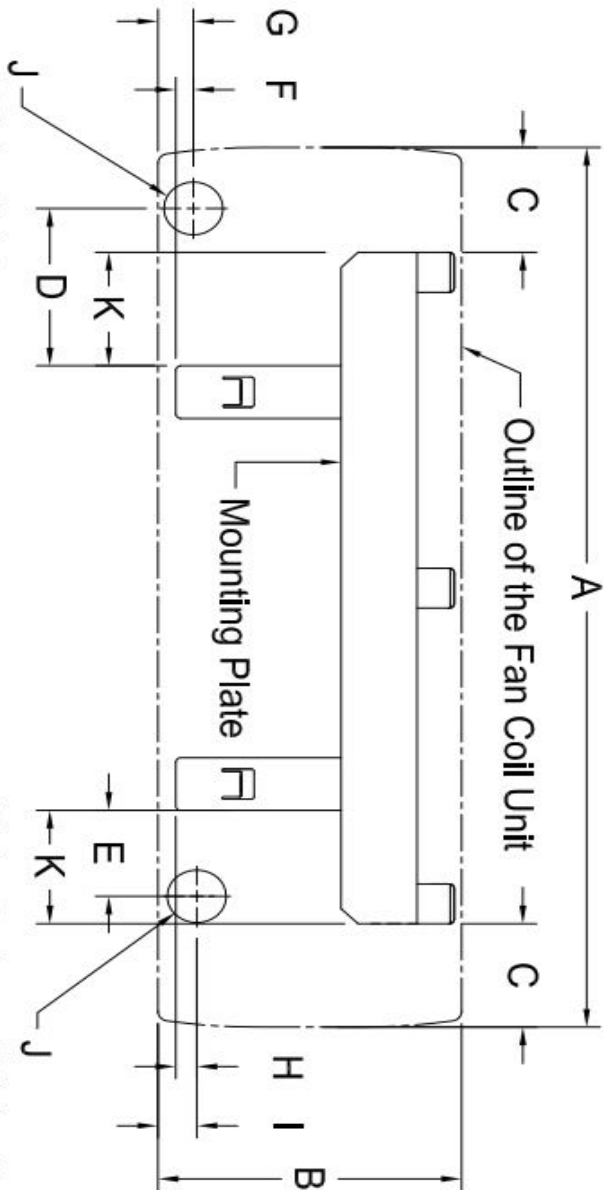 A
C Outline of the Fan Coil Unit C
B
G F H I
Mounting Plate
K E
D K
J J